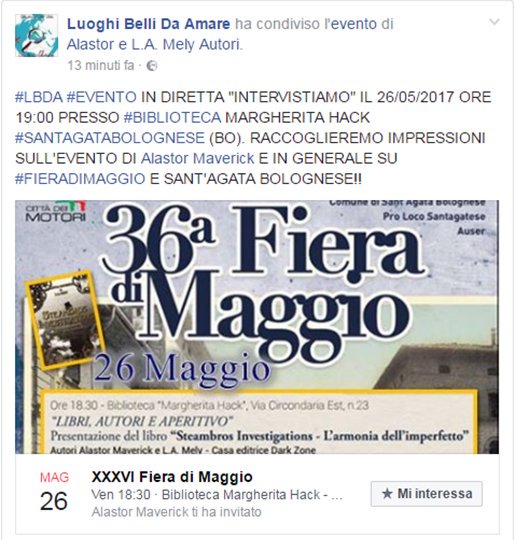 Luoghi Belli Da Amare ha condiviso l'evento di
Alastor e L.A. Mely Autori.
13 minuti fa ·
#LBDA #EVENTO IN DIRETTA "INTERVISTIAMO" IL 26/05/2017 ORE
19:00 PRESSO #BIBLIOTECA MARGHERITA HACK
#SANTAGATABOLOGNESE (BO). RACCOGLIEREMO IMPRESSIONI
SULL'EVENTO DI Alastor Maverick E IN GENERALE SU
#FIERADIMAGGIO E SANT'AGATA BOLOGNESE!!
CITTÀ DEI
MOTORI
Comune di Sant'Agata Bolognese
Pro Loco Santagatese
Auser
36a Fiera
di Maggio
26 Maggio
STEAMBROS
INVESTIGATIONS
Ore 18.30 - Biblioteca "Margherita Hack", Via Circondaria Est, n.23
"LIBRI, AUTORI E APERITIVO"
Presentazione del libro "Steambros Investigations - L'armonia dell'imperfetto"
Autori Alastor Maverick e L.A. Mely - Casa editrice Dark Zone
MAG
26
XXXVI Fiera di Maggio
Ven 18:30 · Biblioteca Margherita Hack - ...
Alastor Maverick ti ha invitato
★ Mi interessa